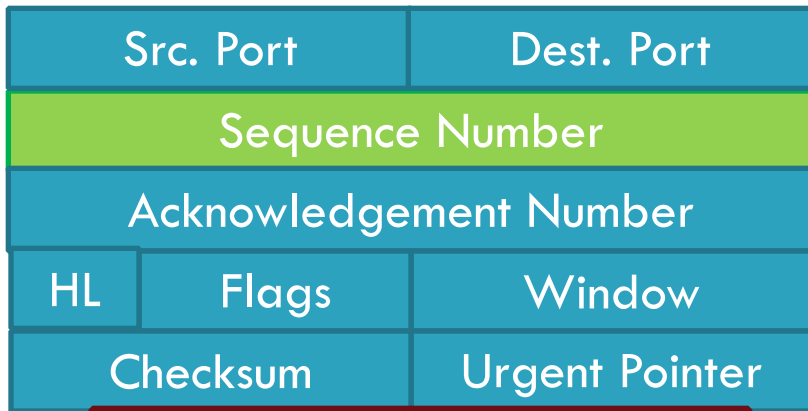 Src. Port Dest. Port
Sequence Number
Acknowledgement Number
HL Flags Window
Checksum Urgent Pointer